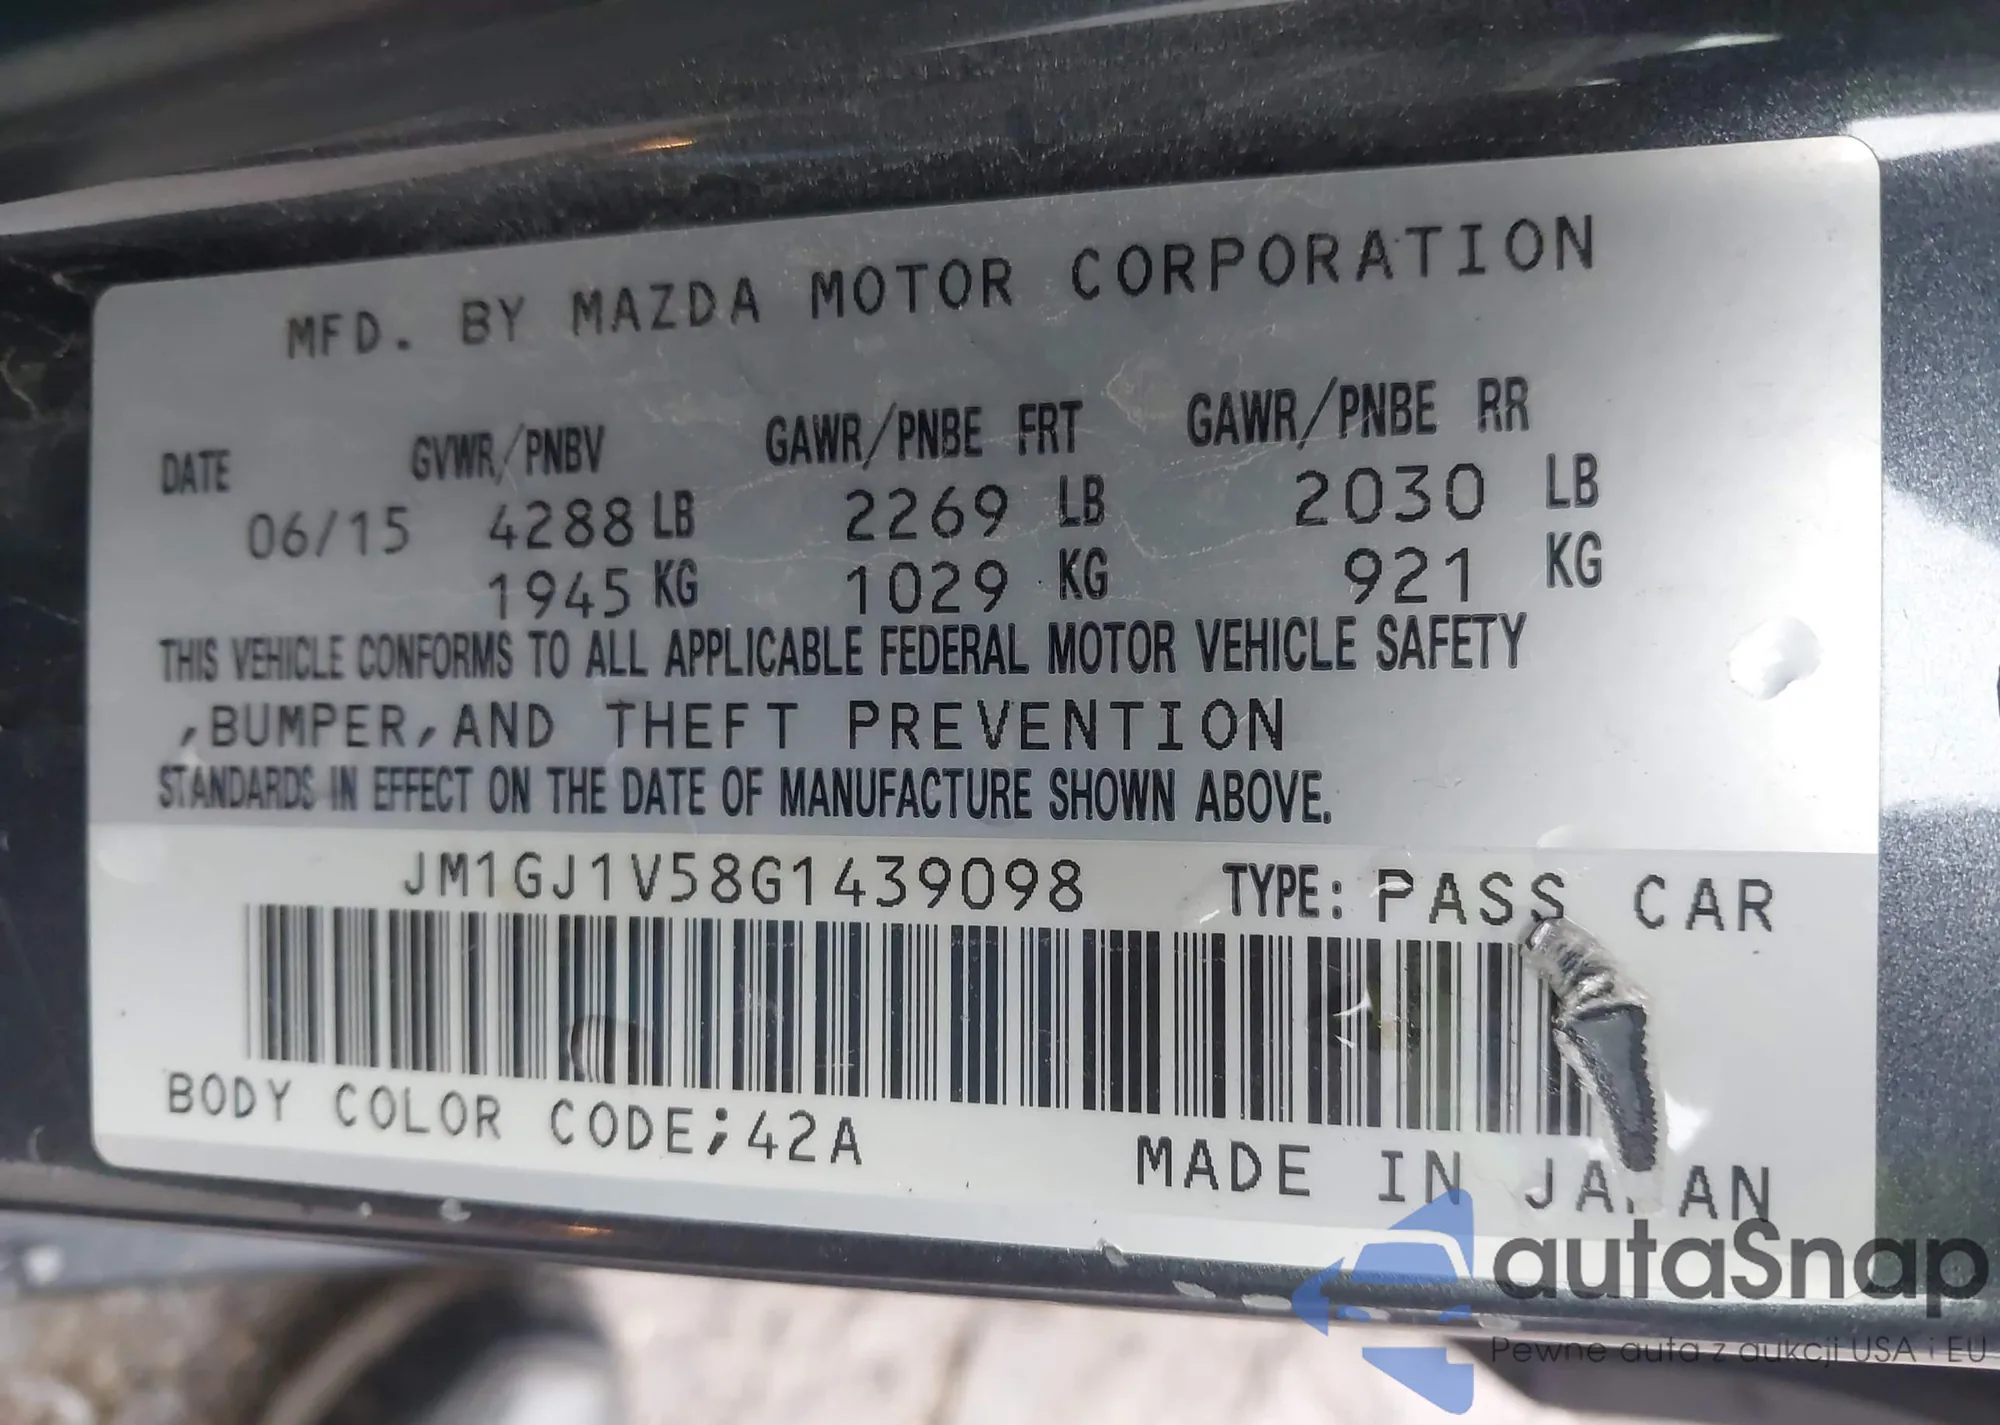 MFD. BY MAZDA MOTOR CORPORATION
DATE GVWR/PNBV GAWR/PNBE FRT GAWR/PNBE RR
06/15 4288 LB 2269 LB 2030 LB
1945 KG 1029 KG 921 KG
THIS VEHICLE CONFORMS TO ALL APPLICABLE FEDERAL MOTOR VEHICLE SAFETY
,BUMPER,AND THEFT PREVENTION
STANDARDS IN EFFECT ON THE DATE OF MANUFACTURE SHOWN ABOVE.
JM1GJ1V58G1439098 TYPE: PASS CAR
BODY COLOR CODE;42A
MADE IN JAPAN
autaSnap
Pewne auta z aukcji USA i EU